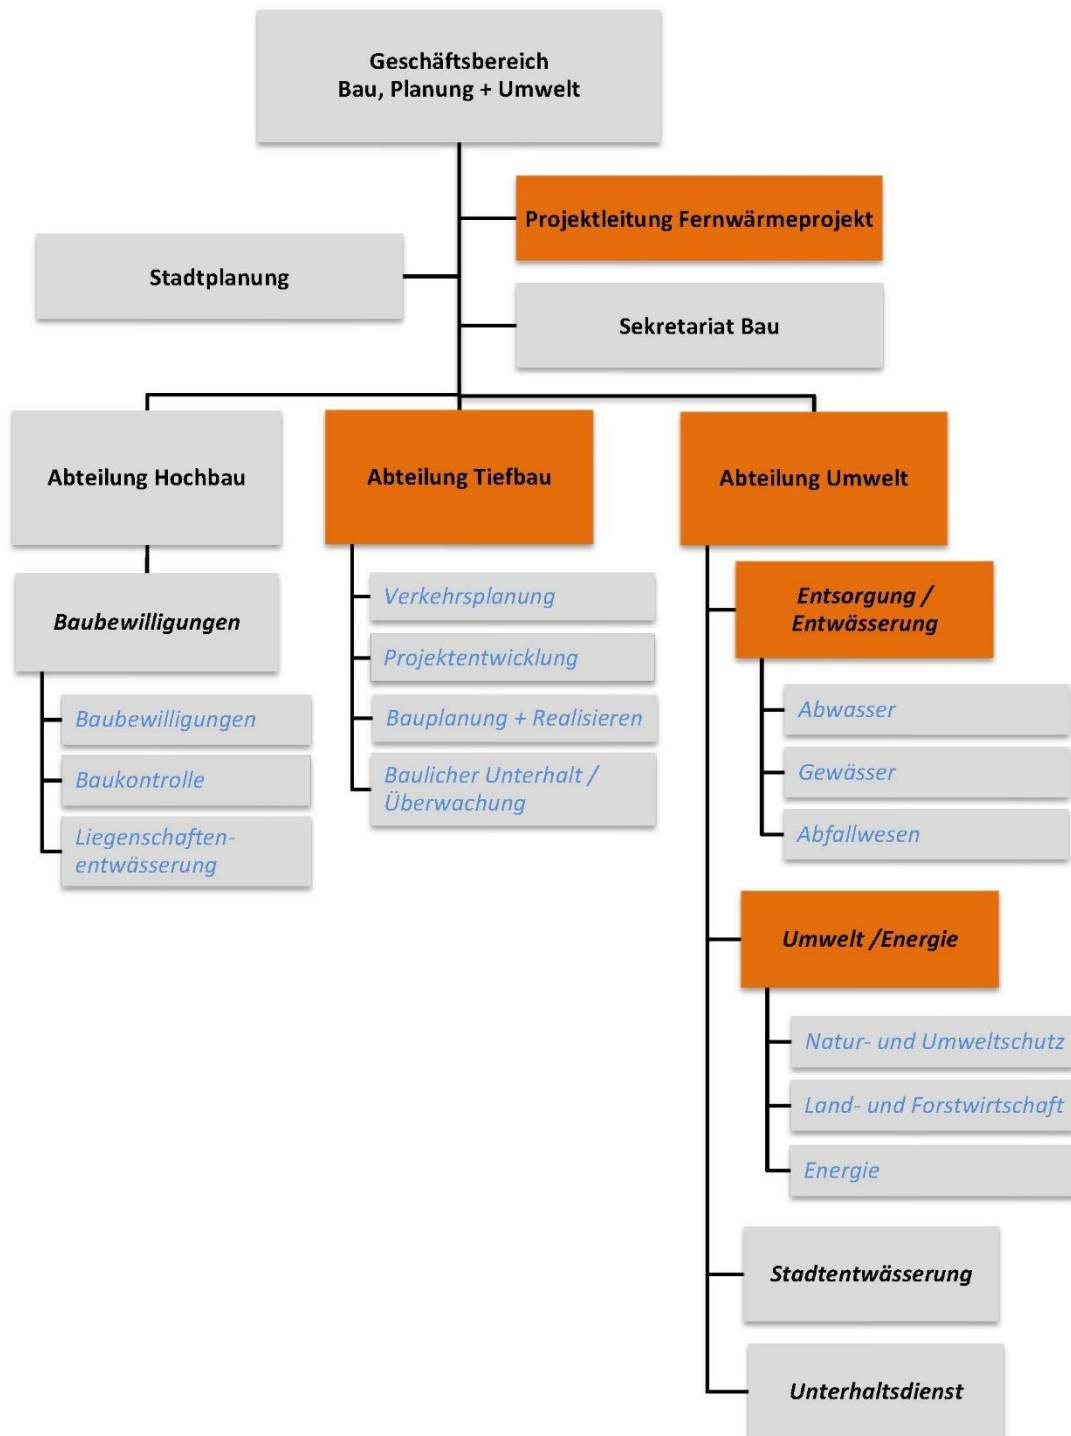 Geschäftsbereich
Bau, Planung + Umwelt
Projektleitung Fernwärmeprojekt
Stadtplanung
Sekretariat Bau
Abteilung Hochbau
Abteilung Tiefbau
Abteilung Umwelt
Baubewilligungen
Baubewilligungen
Baukontrolle
Liegenschaften-
entwässerung
Verkehrsplanung
Projektentwicklung
Bauplanung + Realisieren
Baulicher Unterhalt /
Überwachung
Entsorgung /
Entwässerung
Abwasser
Gewässer
Abfallwesen
Umwelt /Energie
Natur- und Umweltschutz
Land- und Forstwirtschaft
Energie
Stadtentwässerung
Unterhaltsdienst